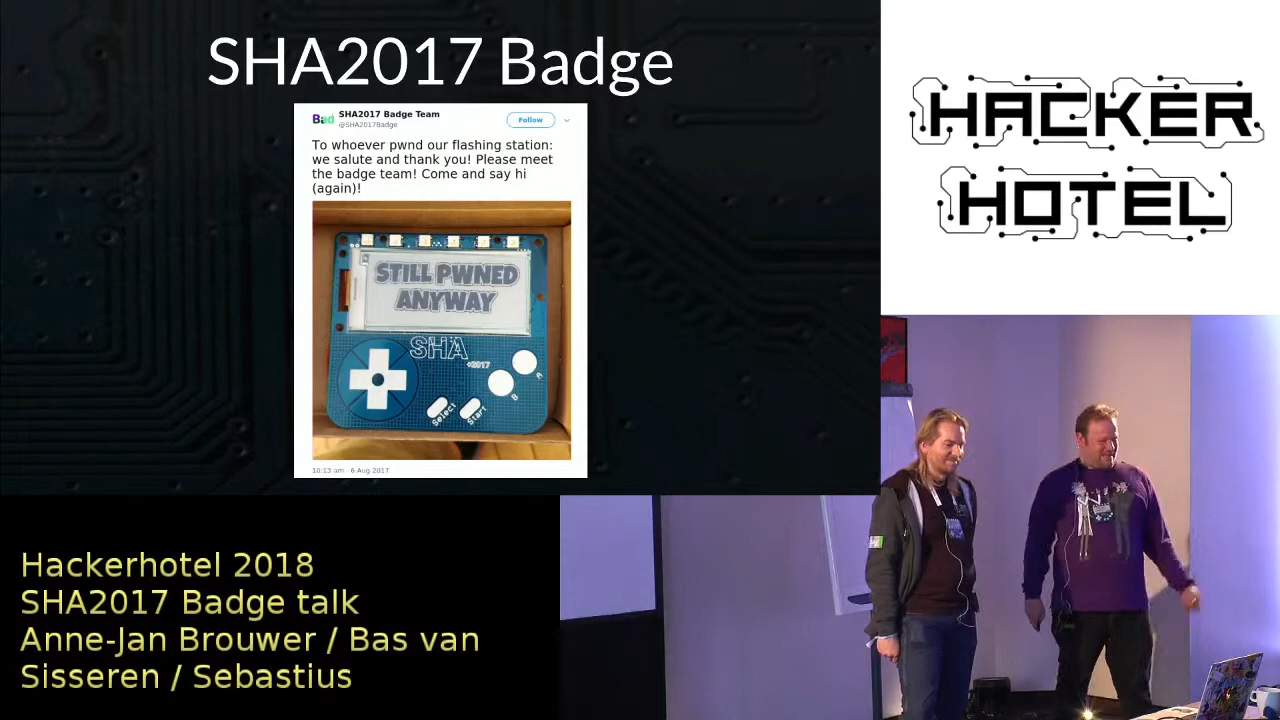 SHA2017 Badge
Bad
SHA2017 Badge Team
@SHA2017Badge
Follow
To whoever pwnd our flashing station:
we salute and thank you! Please meet
the badge team! Come and say hi
(again)!
STILL PWNED
ANYWAY
SHA
2017
A
B
Select
Start
10:13 am - 6 Aug 2017
HACKER
HOTEL
Hackerhotel 2018
SHA2017 Badge talk
Anne-Jan Brouwer / Bas van
Sisseren / Sebastius